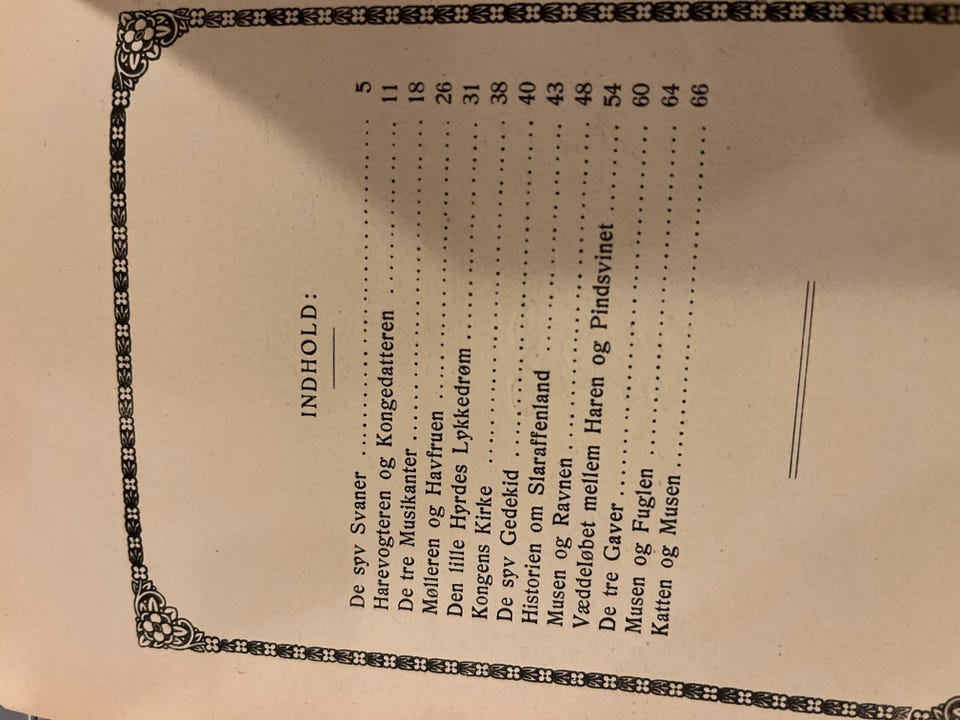 INDHOLD:
De syv Svaner ........................ 5
Harevogteren og Kongedatteren ............ 11
De tre Musikanter ........................ 18
Mølleren og Havfruen ..................... 26
Den lille Hyrdes Lykkedrøm ............... 31
Kongens Kirke ........................ 38
De syv Gedekid ........................ 40
Historien om Slaraffenland ............... 43
Musen og Ravnen ........................ 48
Væddeløbet mellem Haren og Pindsvinet ....... 54
De tre Gaver ........................ 60
Musen og Fuglen ........................ 64
Katten og Musen ........................ 66